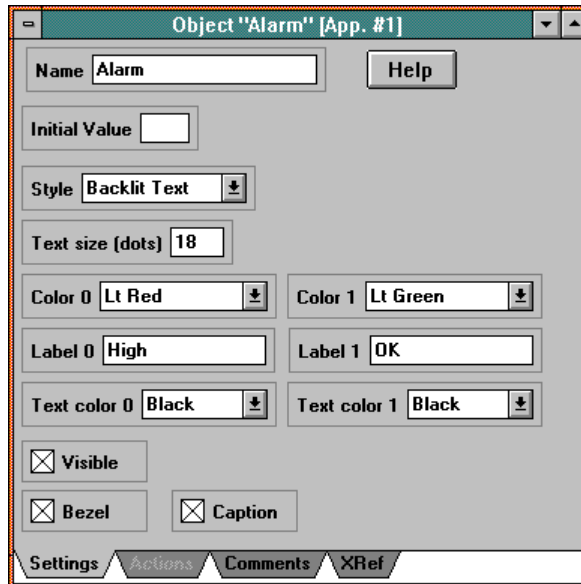 Object "Alarm" [App. #1]
Name Alarm Help
Initial Value
Style Backlit Text
Text size (dots) 18
Color 0 Lt Red Color 1 Lt Green
Label 0 High Label 1 OK
Text color 0 Black Text color 1 Black
Visible
Bezel Caption
Settings Actions Comments XRef